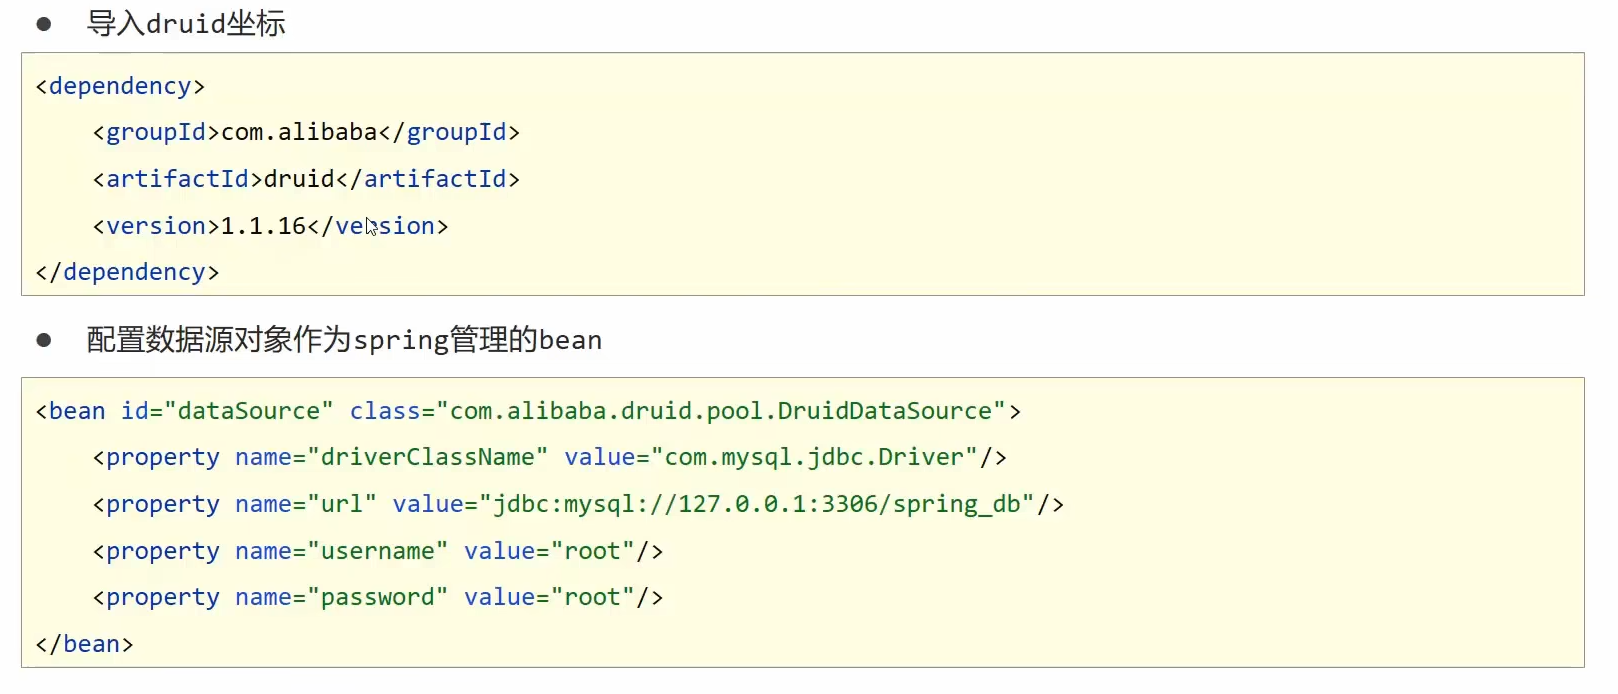 ● 导入druid坐标
<dependency>
<groupId>com.alibaba</groupId>
<artifactId>druid</artifactId>
<version>1.1.16</version>
</dependency>
● 配置数据源对象作为spring管理的bean
<bean id="dataSource" class="com.alibaba.druid.pool.DruidDataSource">
<property name="driverClassName" value="com.mysql.jdbc.Driver"/>
<property name="url" value="jdbc:mysql://127.0.0.1:3306/spring_db"/>
<property name="username" value="root"/>
<property name="password" value="root"/>
</bean>